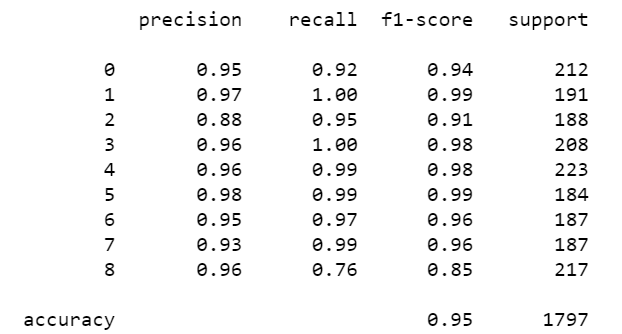 precision recall f1-score support
0 0.95 0.92 0.94 212
1 0.97 1.00 0.99 191
2 0.88 0.95 0.91 188
3 0.96 1.00 0.98 208
4 0.96 0.99 0.98 223
5 0.98 0.99 0.99 184
6 0.95 0.97 0.96 187
7 0.93 0.99 0.96 187
8 0.96 0.76 0.85 217
accuracy 0.95 1797